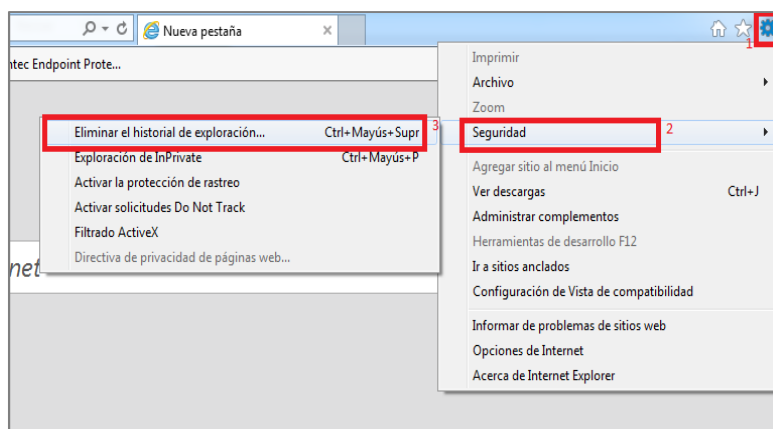 Nueva pestaña
1
ntec Endpoint Prote...
Imprimir
Archivo
Zoom
Seguridad
2
Agregar sitio al menú Inicio
Ver descargas Ctrl+J
Administrar complementos
Herramientas de desarrollo F12
Ir a sitios anclados
Configuración de Vista de compatibilidad
Informar de problemas de sitios web
Opciones de Internet
Acerca de Internet Explorer
3
Eliminar el historial de exploración... Ctrl+Mayús+Supr
Exploración de InPrivate Ctrl+Mayús+P
Activar la protección de rastreo
Activar solicitudes Do Not Track
Filtrado ActiveX
Directiva de privacidad de páginas web...
net